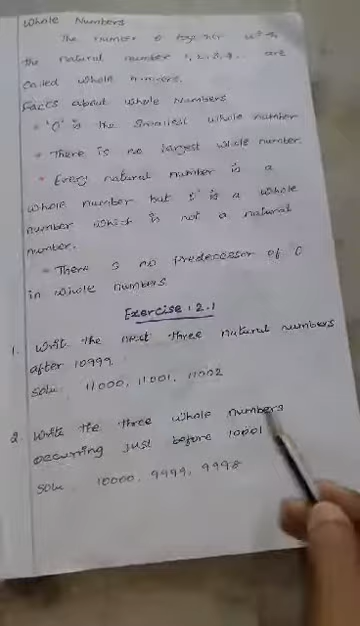 Whole Numbers
The number 0 together with
the natural number 1, 2, 3, 4, are
called whole numbers.
Facts about whole numbers
'0' is the smallest whole number
There is no largest whole number.
Every natural number is a
whole number but is a whole
number which is not a natural
number.
There is no predecessor of 0
in whole numbers
Exercise: 2.1
1. Write the next three natural numbers
after 10999.
Solu 11000, 11001, 11002
2. Write the three whole numbers
occurring just before 10001
Solu 10000, 9999, 9998